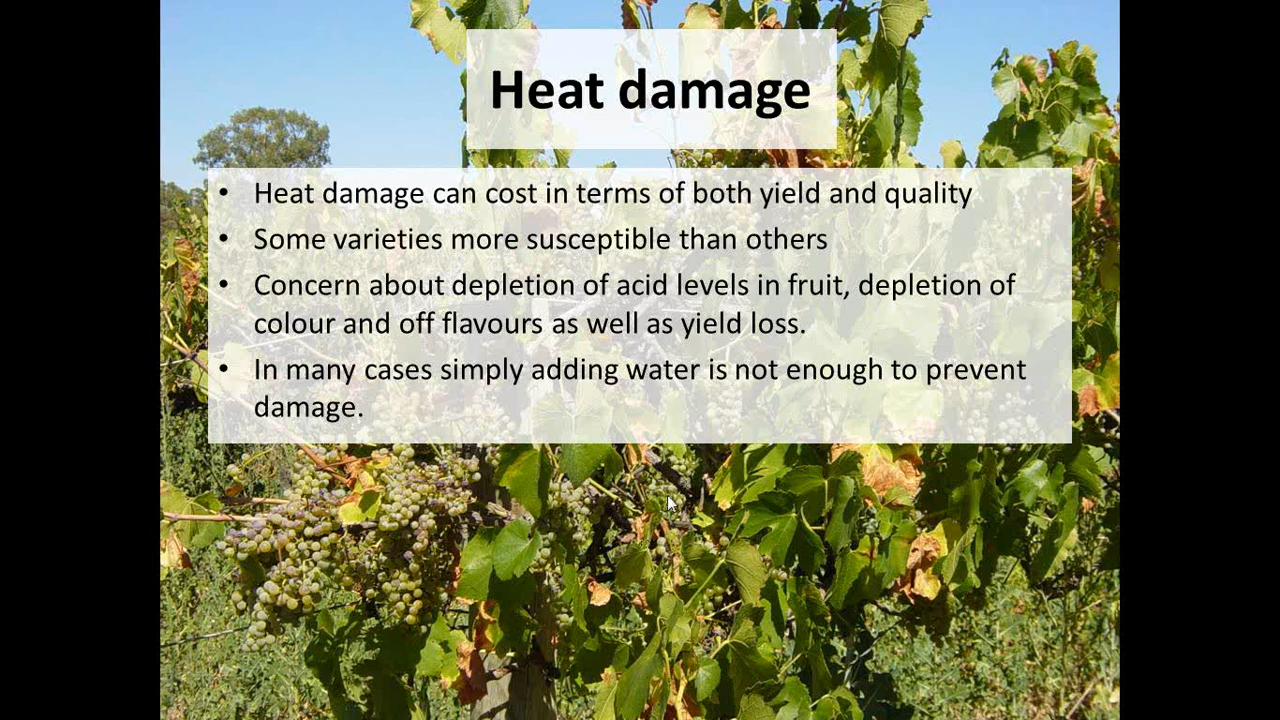 Heat damage
• Heat damage can cost in terms of both yield and quality
• Some varieties more susceptible than others
• Concern about depletion of acid levels in fruit, depletion of
colour and off flavours as well as yield loss.
• In many cases simply adding water is not enough to prevent
damage.